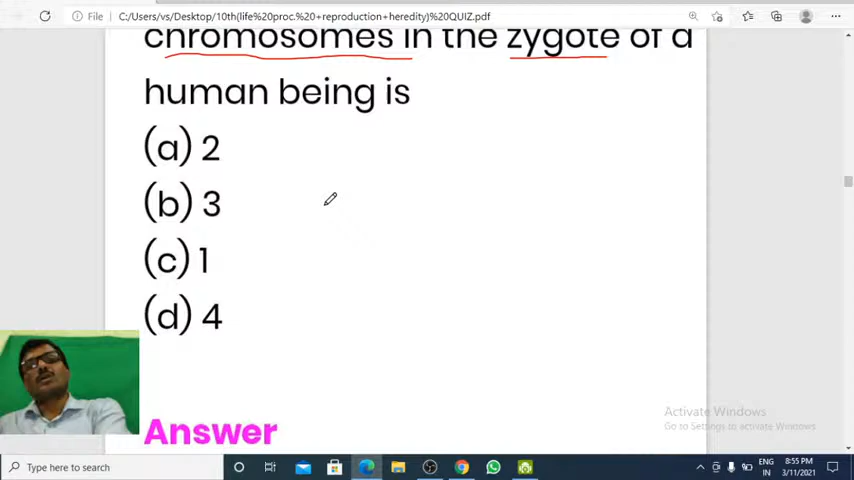 File
C:/Users/vs/Desktop/10th(life%20proc.%20+reproduction+heredity)%20QUIZ.pdf
chromosomes in the zygote of a
human being is
(a) 2
(b) 3
(c) 1
(d) 4
Answer
Activate Windows
Go to Settings to activate Windows.
Type here to search
ENG
IN
8:55 PM
3/11/2021